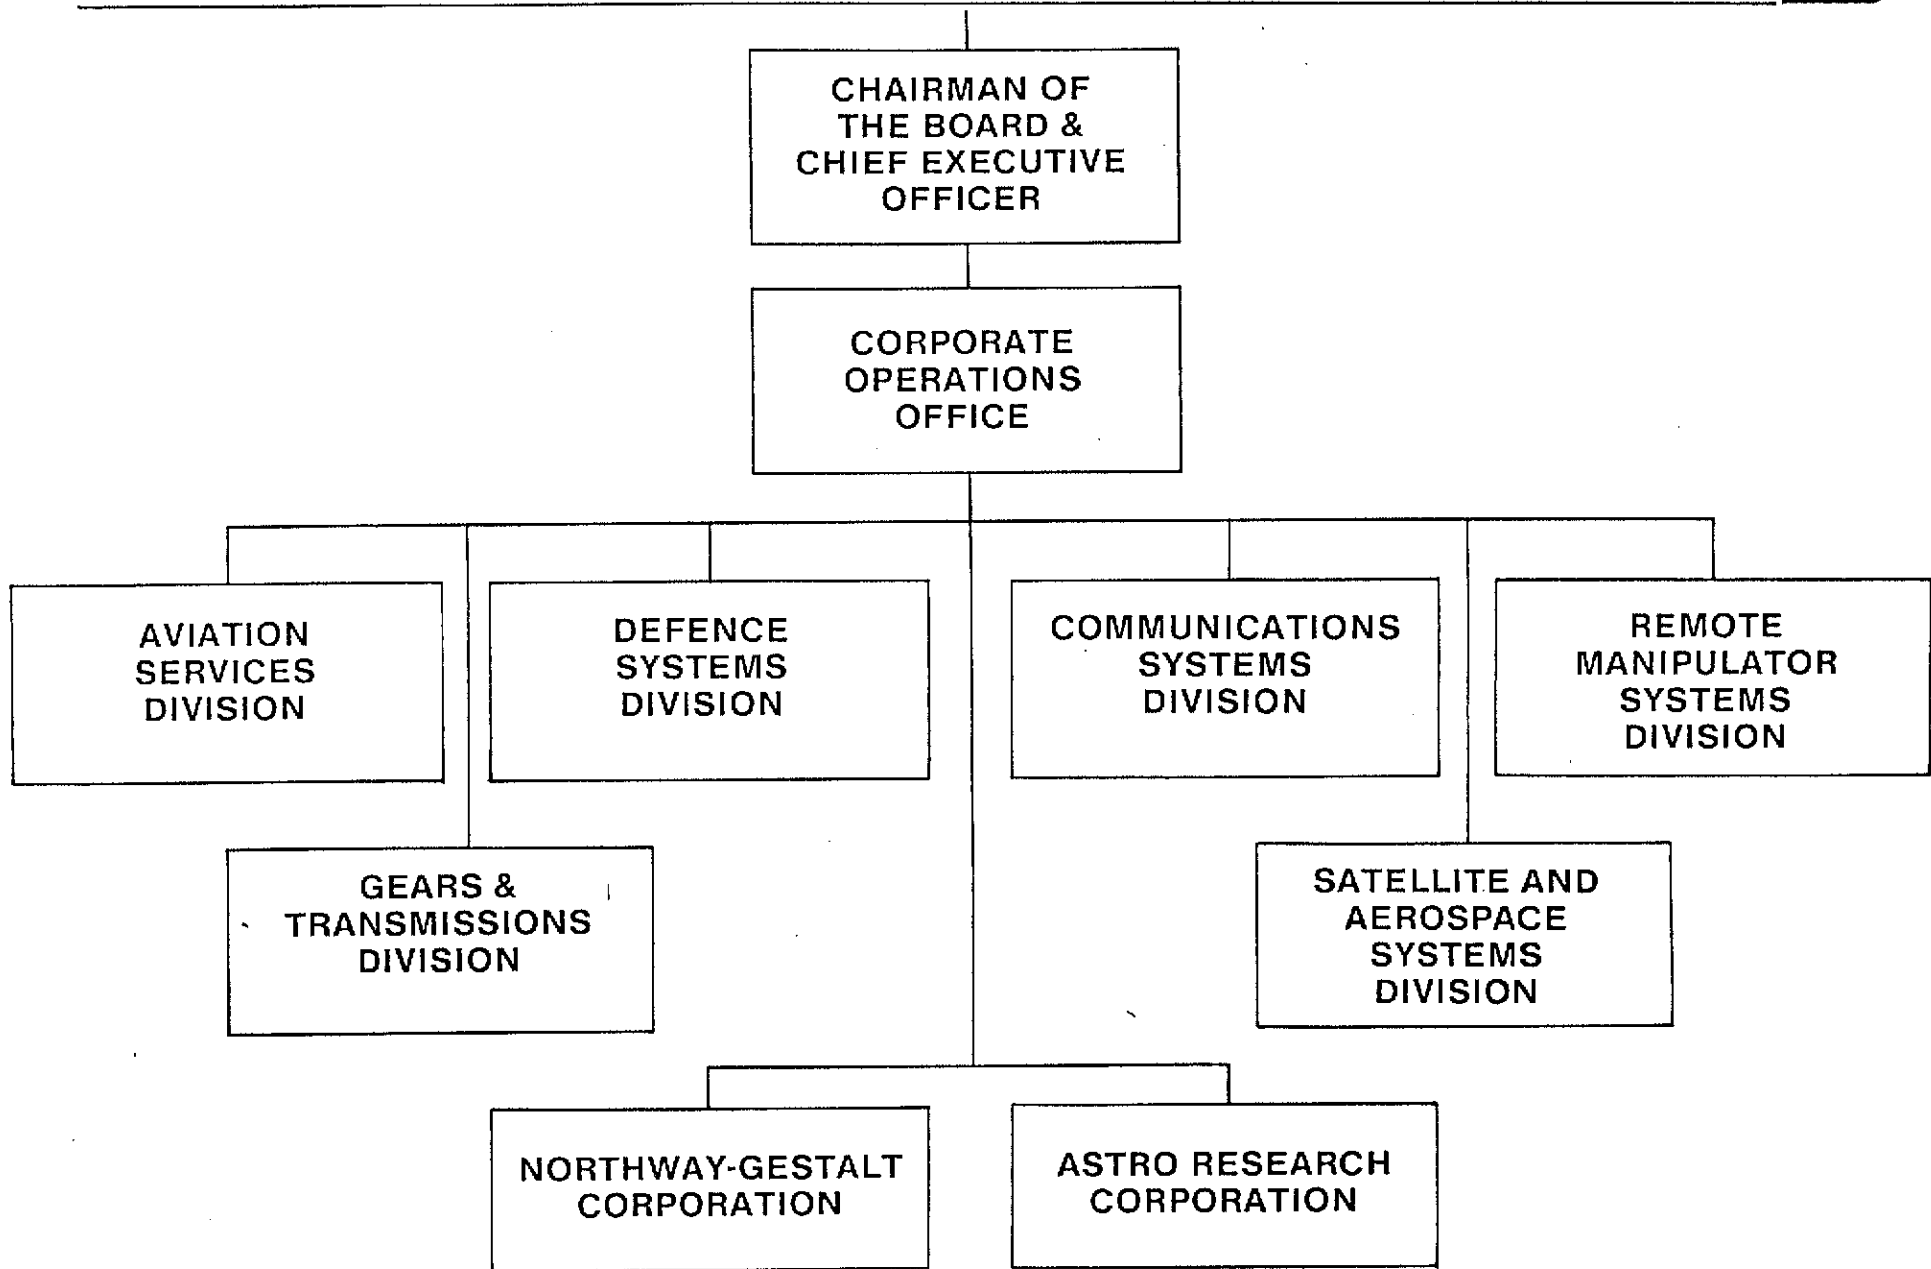 CHAIRMAN OF
THE BOARD &
CHIEF EXECUTIVE
OFFICER
CORPORATE
OPERATIONS
OFFICE
AVIATION
SERVICES
DIVISION
DEFENCE
SYSTEMS
DIVISION
COMMUNICATIONS
SYSTEMS
DIVISION
REMOTE
MANIPULATOR
SYSTEMS
DIVISION
GEARS &
TRANSMISSIONS
DIVISION
SATELLITE AND
AEROSPACE
SYSTEMS
DIVISION
NORTHWAY-GESTALT
CORPORATION
ASTRO RESEARCH
CORPORATION